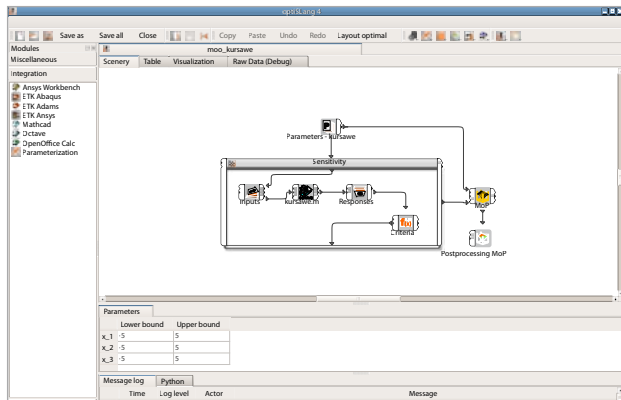 optiSLang 4
Save as Save all Close Copy Paste Undo Redo Layout optimal
Modules
moo_kursawe
Miscellaneous
Scenery Table Visualization Raw Data (Debug)
Integration
Ansys Workbench
ETK Abaqus
ETK Adams
ETK Ansys
Mathcad
Octave
OpenOffice Calc
Parameterization
Parameters - kursawe
Sensitivity
Inputs kursawe.m Responses
MoP
Criteria
Postprocessing MoP
Parameters
Lower bound Upper bound
x_1 -5 5
x_2 -5 5
x_3 -5 5
Message log Python
Time Log level Actor Message